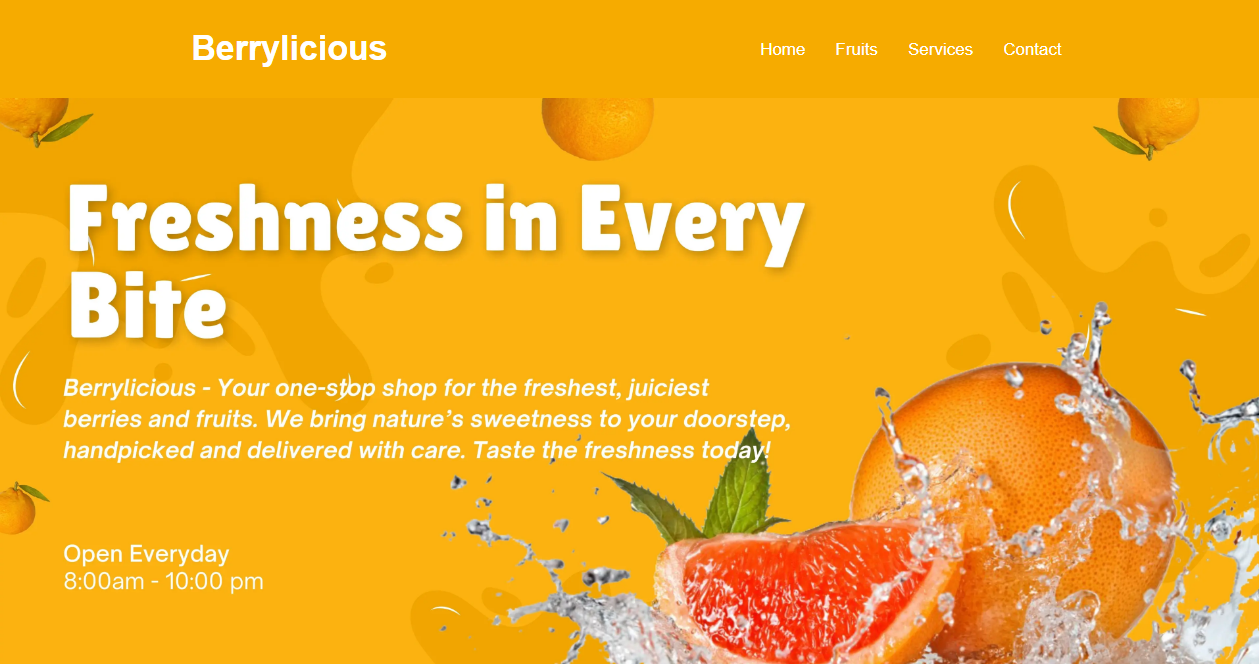 Berrylicious
Home Fruits Services Contact
Freshness in Every
Bite
Berrylicious - Your one-stop shop for the freshest, juiciest
berries and fruits. We bring nature’s sweetness to your doorstep,
handpicked and delivered with care. Taste the freshness today!
Open Everyday
8:00am - 10:00 pm